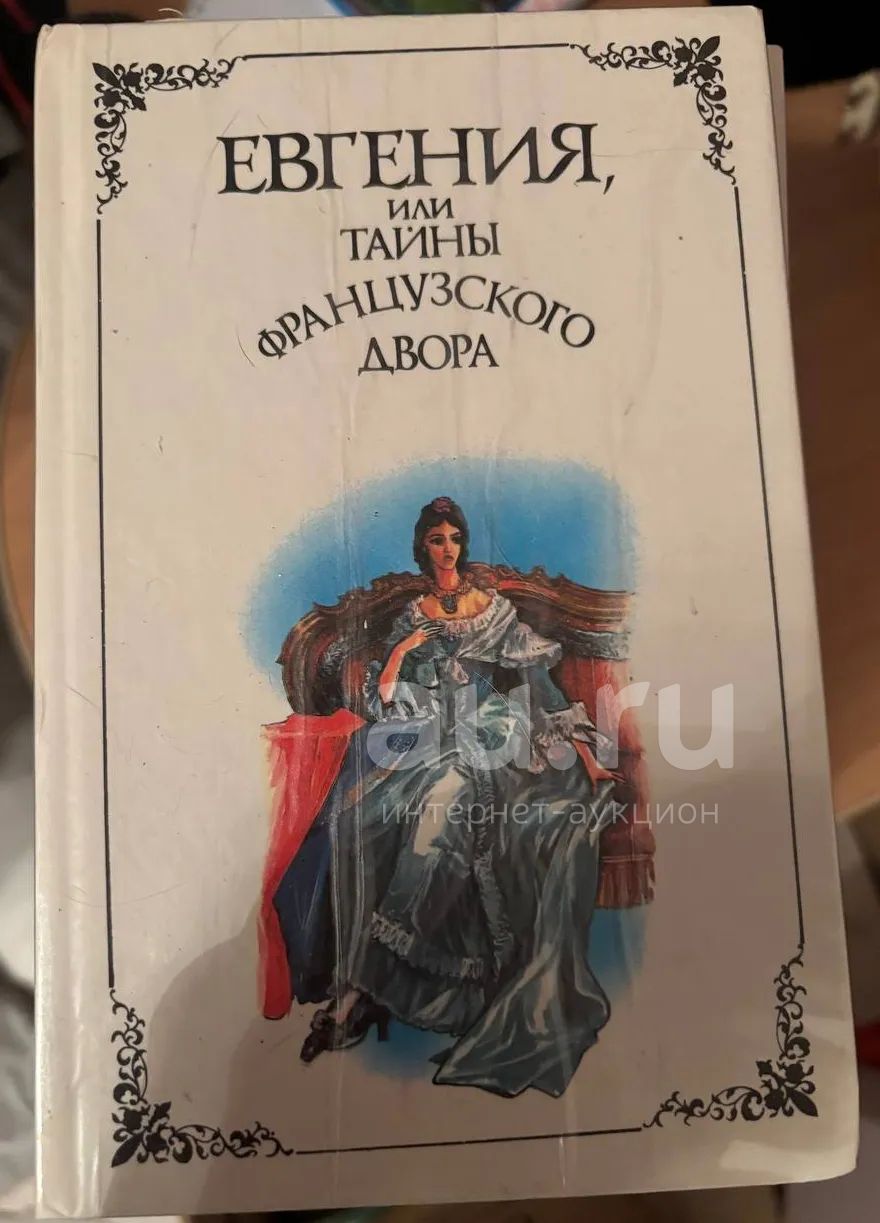 ЕВГЕНИЯ,
ИЛИ
ТАЙНЫ
ФРАНЦУЗСКОГО
ДВОРА
au.ru
интернет-аукцион